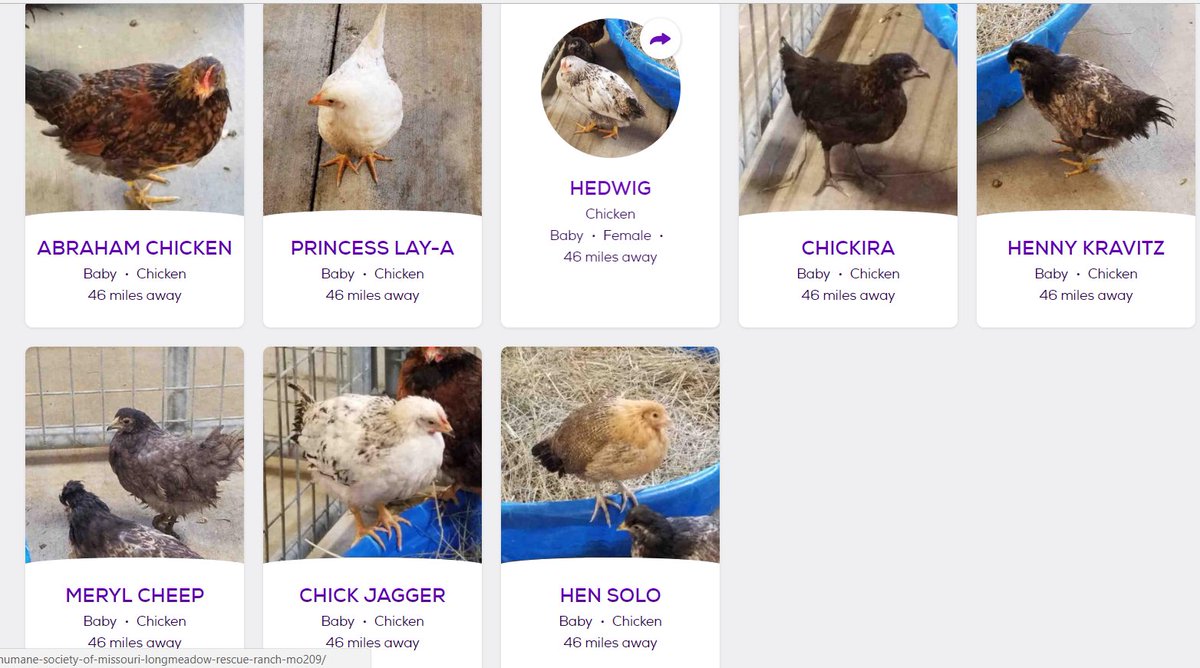 ABRAHAM CHICKEN
Baby • Chicken
46 miles away
PRINCESS LAY-A
Baby • Chicken
46 miles away
HEDWIG
Chicken
Baby • Female •
46 miles away
CHICKIRA
Baby • Chicken
46 miles away
HENNY KRAVITZ
Baby • Chicken
46 miles away
MERYL CHEEP
Baby • Chicken
46 miles away
CHICK JAGGER
Baby • Chicken
46 miles away
HEN SOLO
Baby • Chicken
46 miles away
humane-society-of-missouri-longmeadow-rescue-ranch-mo209/